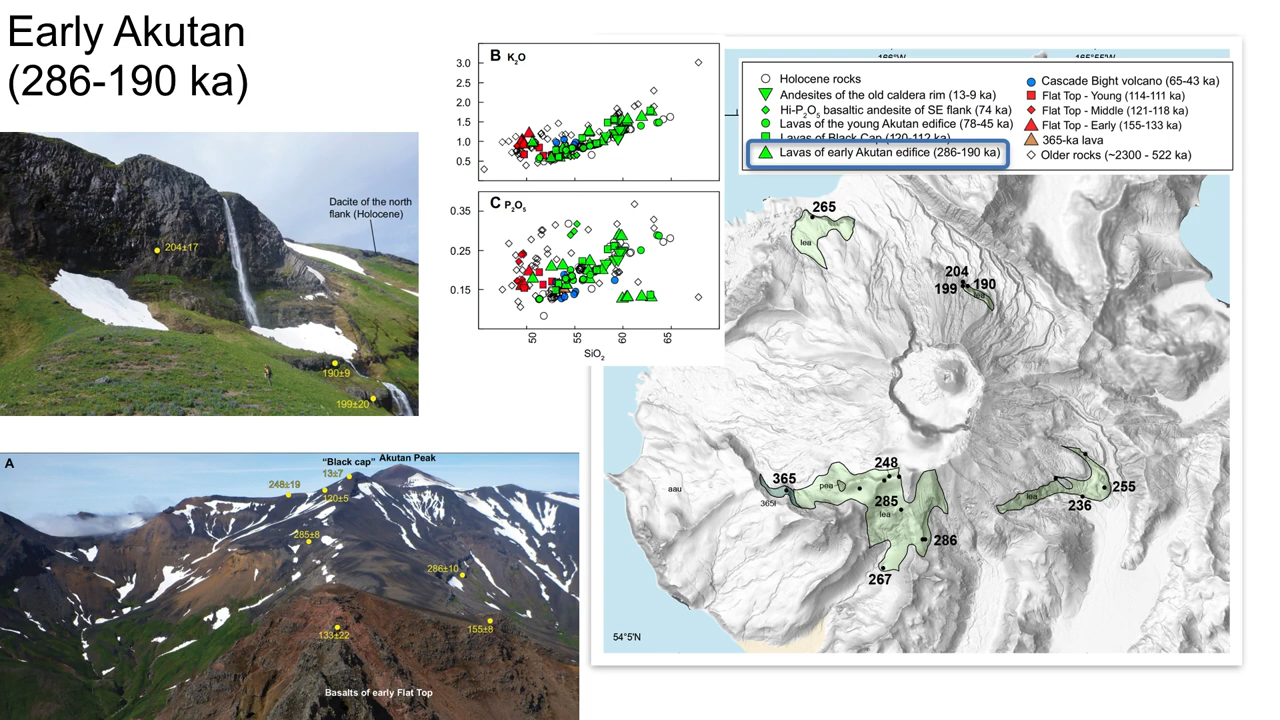 Early Akutan
(286-190 ka)
204±17
Dacite of the north
flank (Holocene)
190±9
199±20
A
"Black cap"
Akutan Peak
13±7
248±19
120±5
285±8
286±10
133±22
155±8
Basalts of early Flat Top
B K2O
3.0
2.5
2.0
1.5
1.0
0.5
C P2O5
0.35
0.25
0.15
50
55
60
65
SiO2
166°W
165°55'W
Holocene rocks
Andesites of the old caldera rim (13-9 ka)
Hi-P2O5 basaltic andesite of SE flank (74 ka)
Lavas of the young Akutan edifice (78-45 ka)
Lavas of Black Cap (120-112 ka)
Lavas of early Akutan edifice (286-190 ka)
Cascade Bight volcano (65-43 ka)
Flat Top - Young (114-111 ka)
Flat Top - Middle (121-118 ka)
Flat Top - Early (155-133 ka)
365-ka lava
Older rocks (~2300 - 522 ka)
265
lea
204
199
190
lea
248
365
pea
aau
365l
285
lea
255
lea
236
286
267
54°5'N